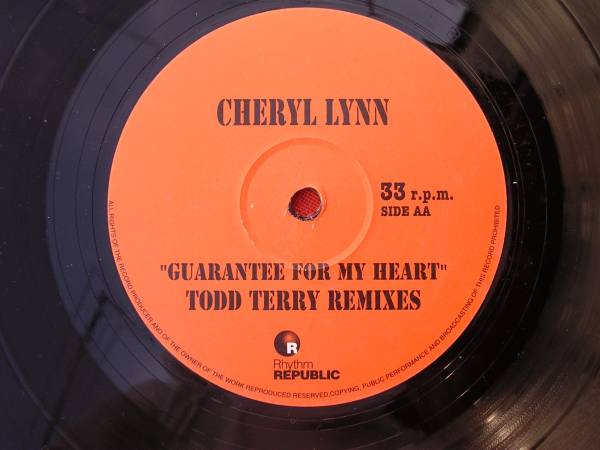 CHERYL LYNN
33 r.p.m.
SIDE AA
"GUARANTEE FOR MY HEART"
TODD TERRY REMIXES
R
Rhythm
REPUBLIC
ALL RIGHTS OF THE RECORD PRODUCER AND OF THE OWNER OF THE WORK REPRODUCED RESERVED,COPYING, PUBLIC PERFORMANCE AND BROADCASTING OF THIS RECORD PROHIBITED